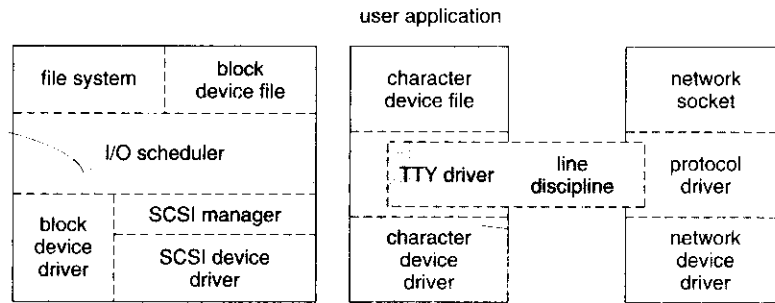 user application
file system
block
device file
I/O scheduler
block
device
driver
SCSI manager
SCSI device
driver
character
device file
TTY driver
line
discipline
character
device
driver
network
socket
protocol
driver
network
device
driver